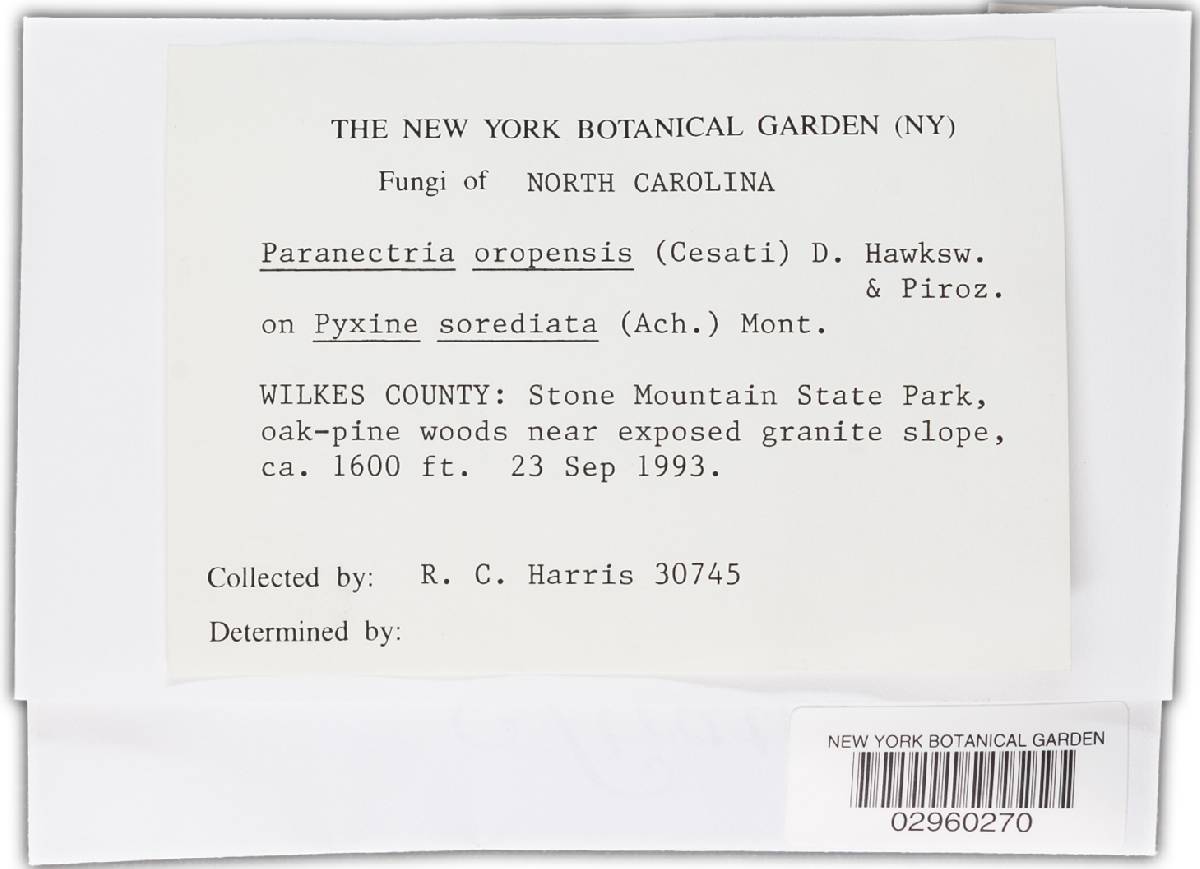 THE NEW YORK BOTANICAL GARDEN (NY)
Fungi of NORTH CAROLINA
Paranectria oropensis (Cesati) D. Hawksw.
& Piroz.
on Pyxine sorediata (Ach.) Mont.
WILKES COUNTY: Stone Mountain State Park,
oak-pine woods near exposed granite slope,
ca. 1600 ft. 23 Sep 1993.
Collected by: R. C. Harris 30745
Determined by:
NEW YORK BOTANICAL GARDEN
02960270